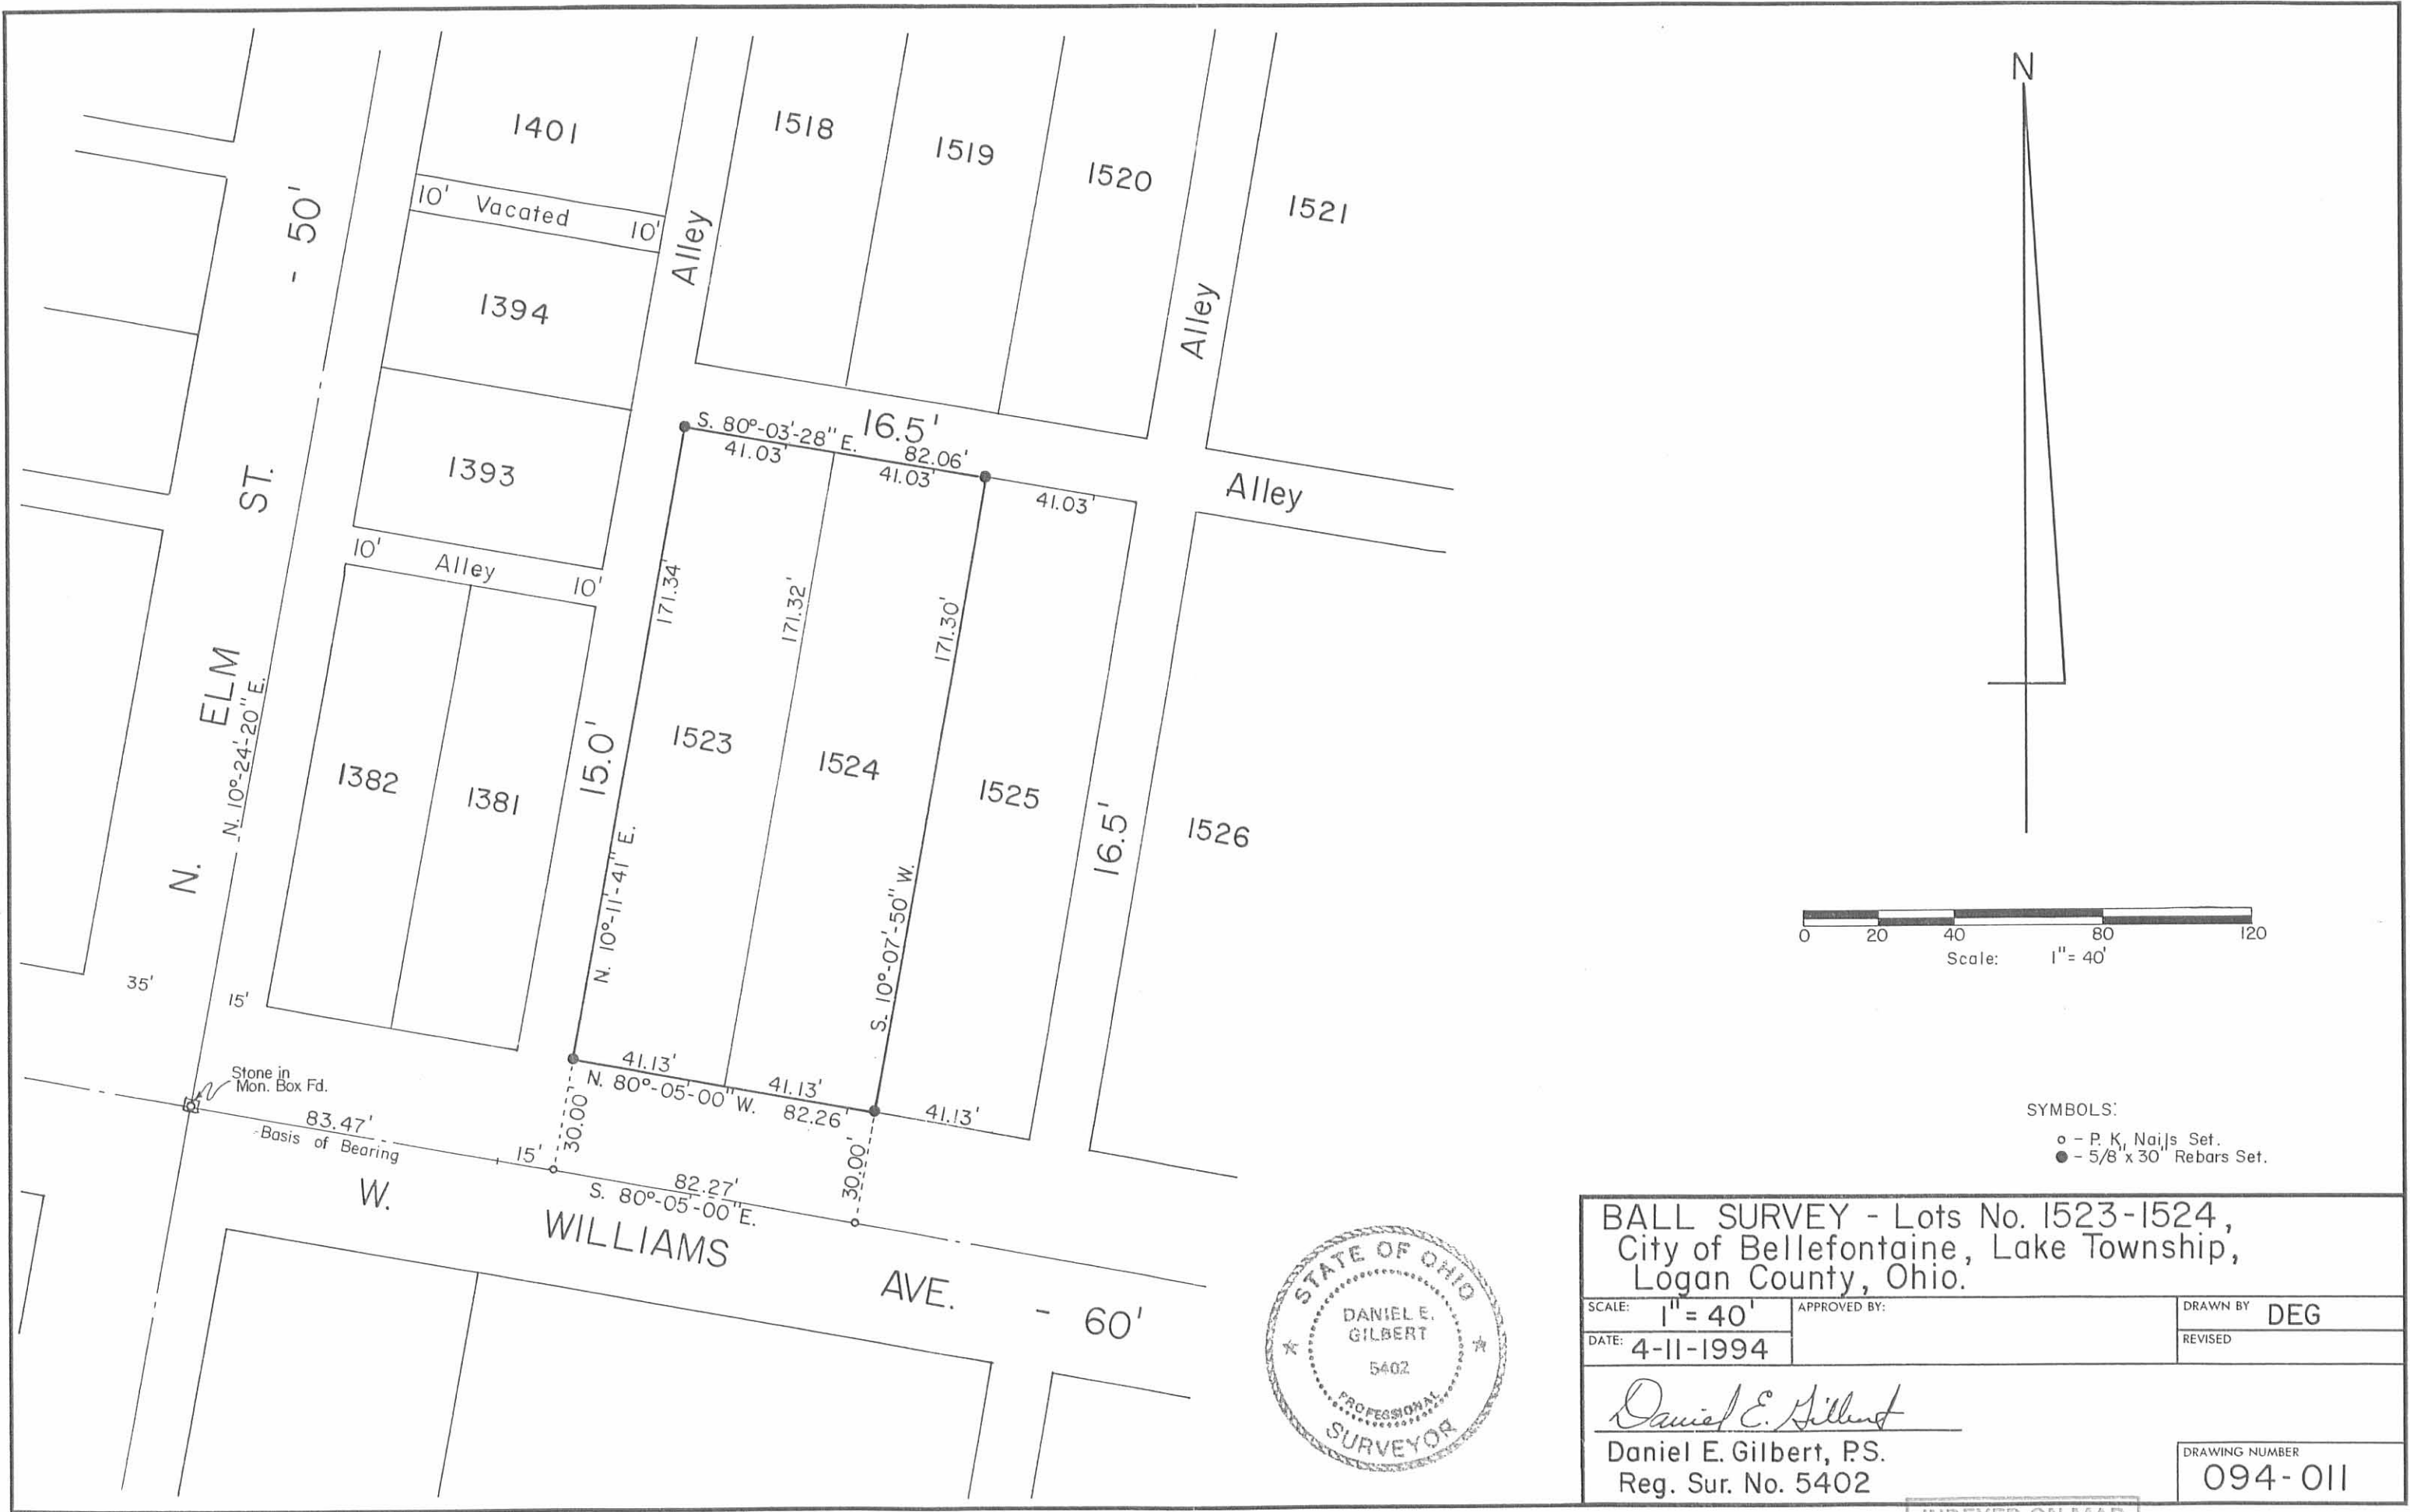 N
1401
1518
1519
1520
1521
10' Vacated 10'
Alley
- 50'
1394
Alley
16.5'
S. 80°-03'-28" E.
82.06'
41.03'
41.03'
41.03'
Alley
1393
ST.
10' Alley 10'
171.34'
171.32'
171.30'
ELM
N. 10°-24'-20" E.
15.0'
1523
1524
1525
1382
1381
16.5'
1526
N.
N. 10°-11'-41" E.
S. 10°-07'-50" W.
35'
15'
Stone in
Mon. Box Fd.
41.13'
41.13'
41.13'
N. 80°-05'-00" W.
82.26'
83.47'
Basis of Bearing
15'
30.00'
30.00'
82.27'
S. 80°-05'-00" E.
W.
WILLIAMS
AVE.
- 60'
0 20 40 80 120
Scale: 1"= 40'
SYMBOLS:
o - P. K. Nails Set.
● - 5/8" x 30" Rebars Set.
STATE OF OHIO
DANIEL E.
GILBERT
5402
PROFESSIONAL
SURVEYOR
BALL SURVEY - Lots No. 1523-1524,
City of Bellefontaine, Lake Township,
Logan County, Ohio.
SCALE: 1"= 40'
APPROVED BY:
DRAWN BY DEG
DATE: 4-11-1994
REVISED
Daniel E. Gilbert
Daniel E. Gilbert, P.S.
Reg. Sur. No. 5402
DRAWING NUMBER
094-011
INDEXED ON MAP